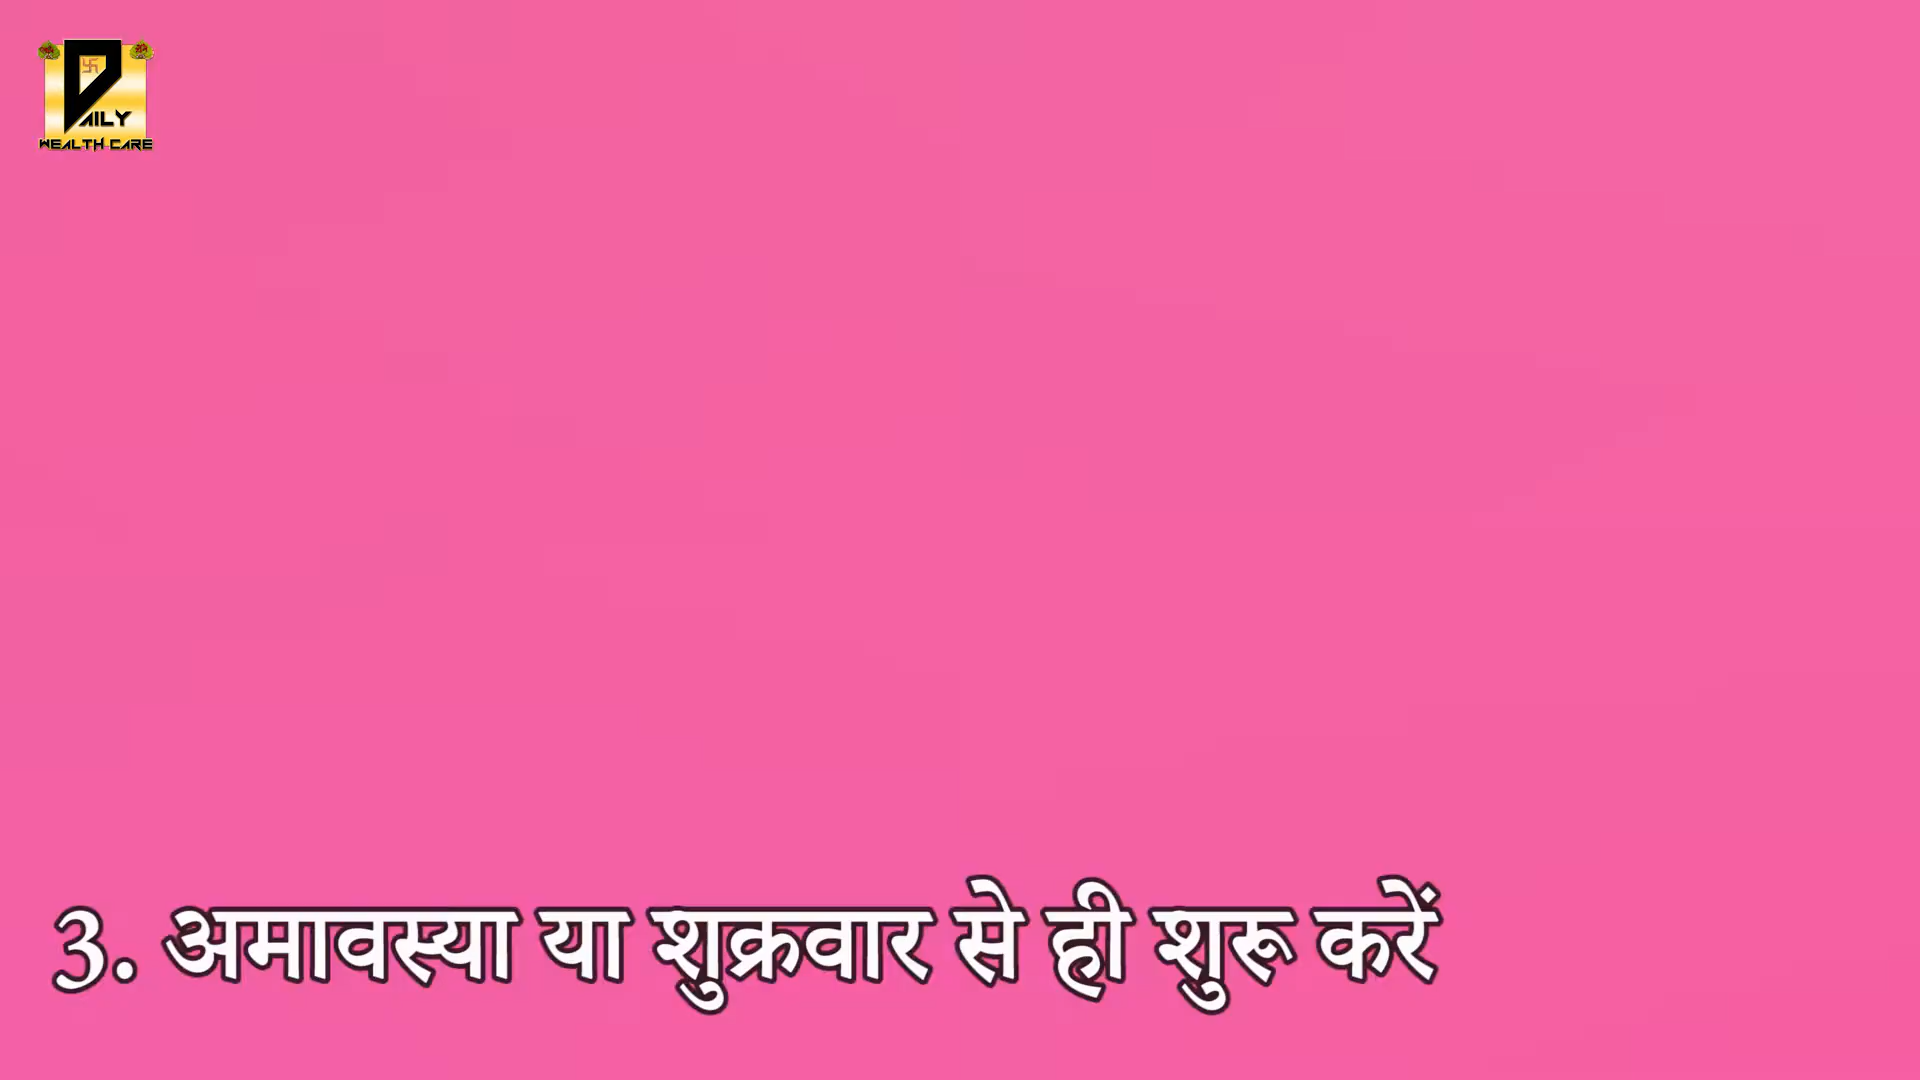 DAILY
WEALTH CARE
3. अमावस्या या शुक्रवार से ही शुरू करें